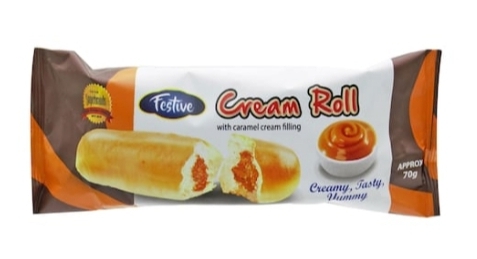 Festive
Cream Roll
with caramel cream filling
Creamy, Tasty,
Yummy
APPROX
70g